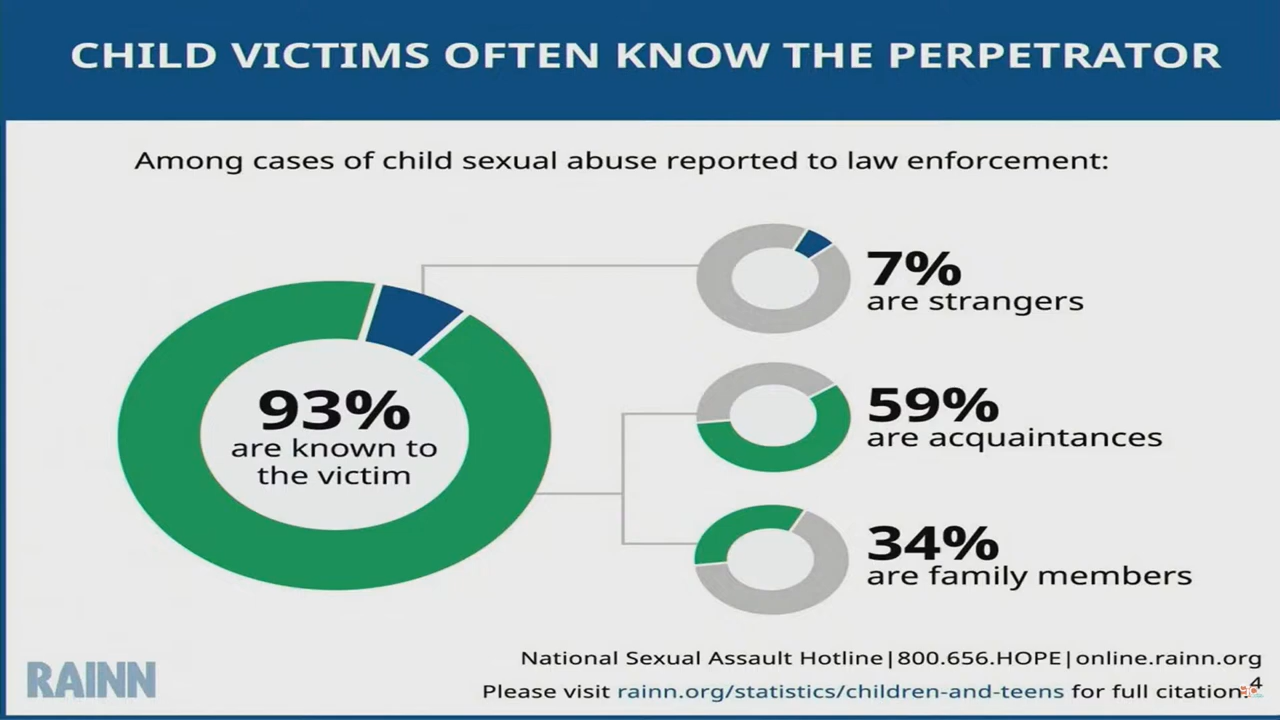 CHILD VICTIMS OFTEN KNOW THE PERPETRATOR
Among cases of child sexual abuse reported to law enforcement:
93%
are known to
the victim
7%
are strangers
59%
are acquaintances
34%
are family members
RAINN
National Sexual Assault Hotline|800.656.HOPE|online.rainn.org
Please visit rainn.org/statistics/children-and-teens for full citation.
4